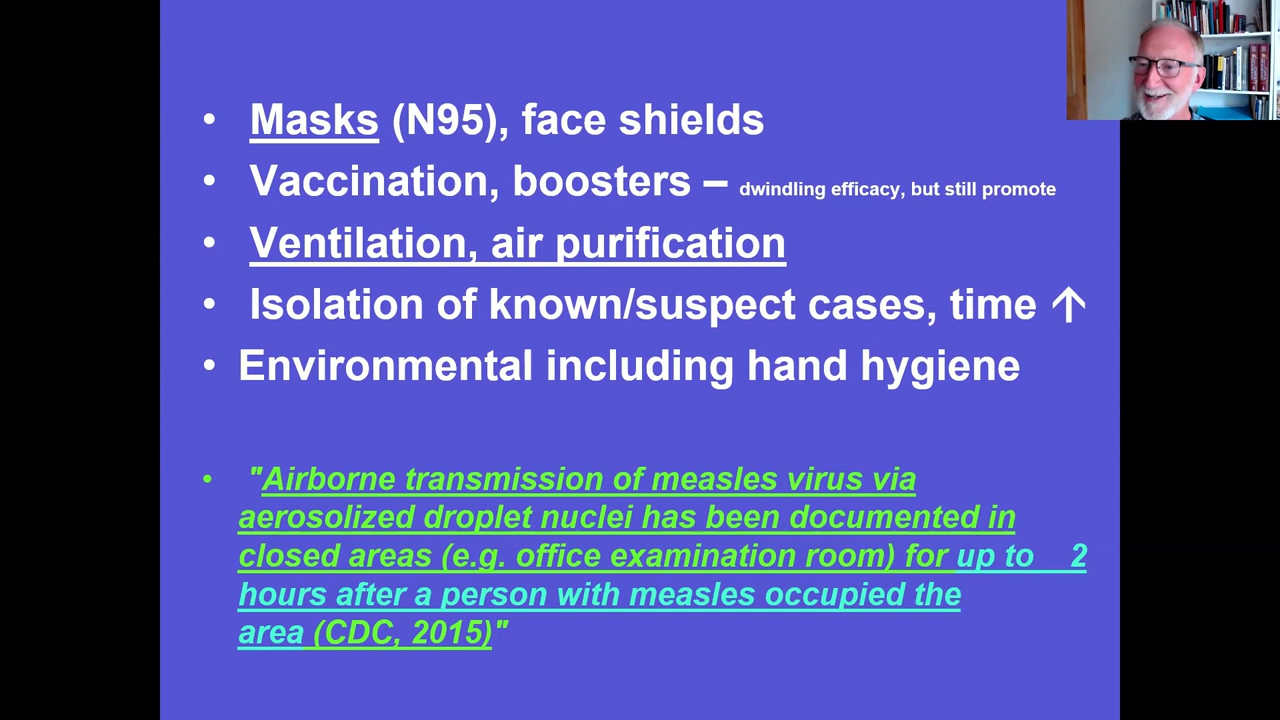 • Masks (N95), face shields
• Vaccination, boosters – dwindling efficacy, but still promote
• Ventilation, air purification
• Isolation of known/suspect cases, time ↑
• Environmental including hand hygiene
• "Airborne transmission of measles virus via
aerosolized droplet nuclei has been documented in
closed areas (e.g. office examination room) for up to 2
hours after a person with measles occupied the
area (CDC, 2015)"